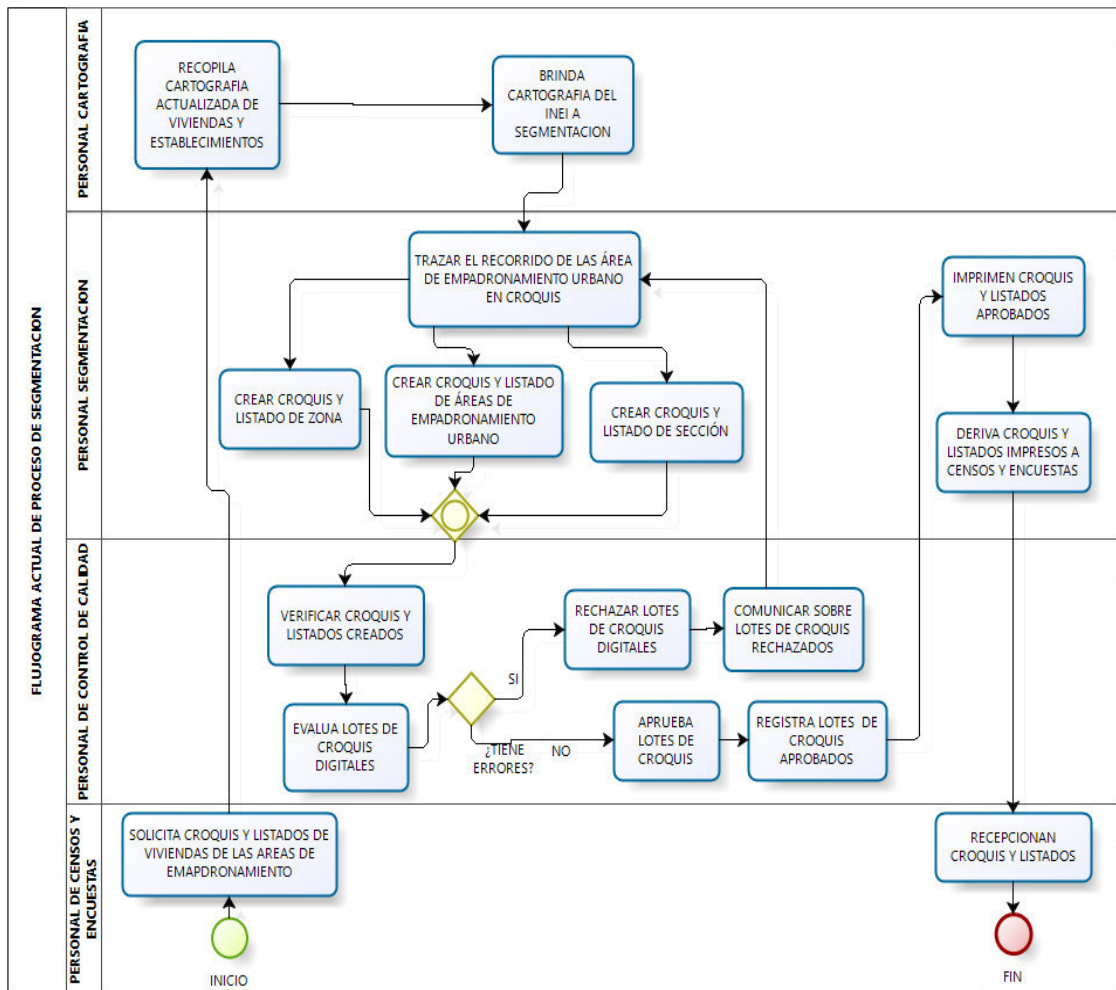 FLUJOGRAMA ACTUAL DE PROCESO DE SEGMENTACION
PERSONAL CARTOGRAFIA
RECOPILA
CARTOGRAFIA
ACTUALIZADA DE
VIVIENDAS Y
ESTABLECIMIENTOS
BRINDA
CARTOGRAFIA DEL
INEI A
SEGMENTACION
PERSONAL SEGMENTACION
TRAZAR EL RECORRIDO DE LAS ÁREA
DE EMPADRONAMIENTO URBANO
EN CROQUIS
CREAR CROQUIS Y
LISTADO DE ZONA
CREAR CROQUIS Y LISTADO
DE ÁREAS DE
EMPADRONAMIENTO
URBANO
CREAR CROQUIS Y
LISTADO DE SECCIÓN
IMPRIMEN CROQUIS
Y LISTADOS
APROBADOS
DERIVA CROQUIS Y
LISTADOS IMPRESOS A
CENSOS Y ENCUESTAS
PERSONAL DE CONTROL DE CALIDAD
VERIFICAR CROQUIS Y
LISTADOS CREADOS
EVALUA LOTES DE
CROQUIS
DIGITALES
¿TIENE
ERRORES?
SI
NO
RECHAZAR LOTES
DE CROQUIS
DIGITALES
COMUNICAR SOBRE
LOTES DE CROQUIS
RECHAZADOS
APRUEBA
LOTES DE
CROQUIS
REGISTRA LOTES DE
CROQUIS
APROBADOS
PERSONAL DE CENSOS Y
ENCUESTAS
SOLICITA CROQUIS Y LISTADOS DE
VIVIENDAS DE LAS AREAS DE
EMAPDRONAMIENTO
INICIO
RECEPCIONAN
CROQUIS Y LISTADOS
FIN